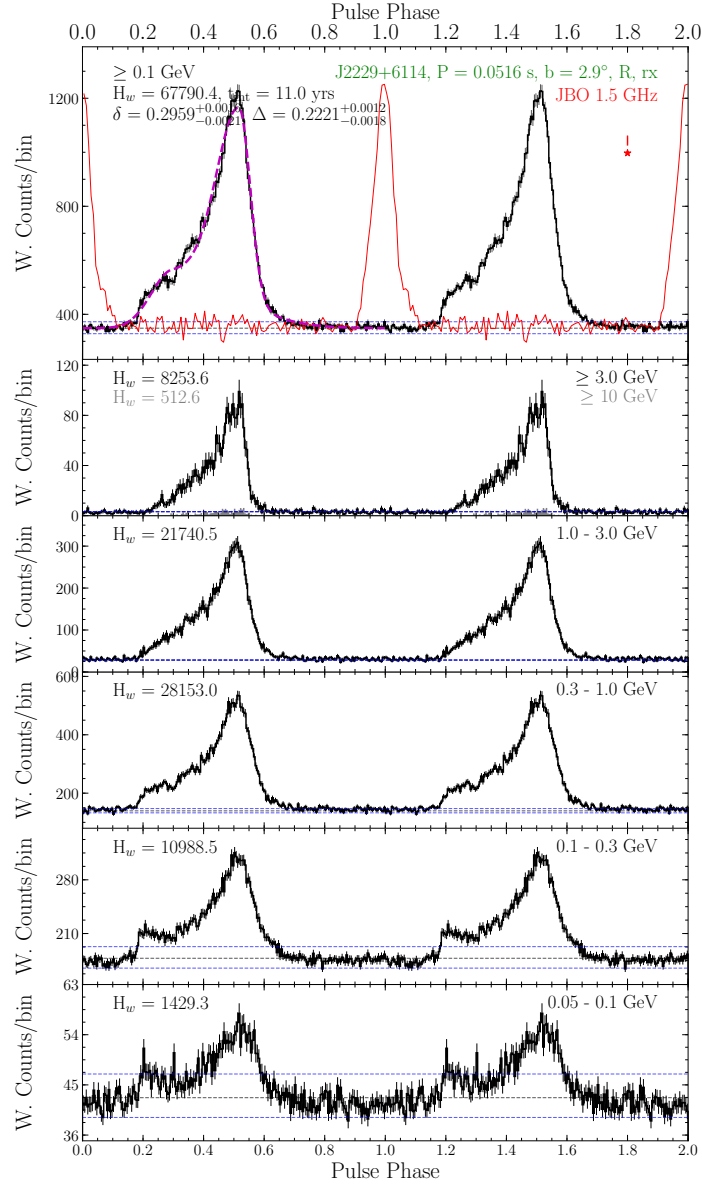 Pulse Phase
0.0 0.2 0.4 0.6 0.8 1.0 1.2 1.4 1.6 1.8 2.0
≥ 0.1 GeV
J2229+6114, P = 0.0516 s, b = 2.9°, R, rx
H_w = 67790.4, = 11.0 yrs
JBO 1.5 GHz
δ = 0.2959 Δ = 0.2221^{+0.0012}_{-0.0018}
W. Counts/bin
1200
800
400
H_w = 8253.6
≥ 3.0 GeV
H_w = 512.6
≥ 10 GeV
W. Counts/bin
120
80
40
0
H_w = 21740.5
1.0 - 3.0 GeV
W. Counts/bin
300
200
100
0
H_w = 28153.0
0.3 - 1.0 GeV
W. Counts/bin
600
400
200
H_w = 10988.5
0.1 - 0.3 GeV
W. Counts/bin
280
210
H_w = 1429.3
0.05 - 0.1 GeV
W. Counts/bin
63
54
45
36
0.0 0.2 0.4 0.6 0.8 1.0 1.2 1.4 1.6 1.8 2.0
Pulse Phase